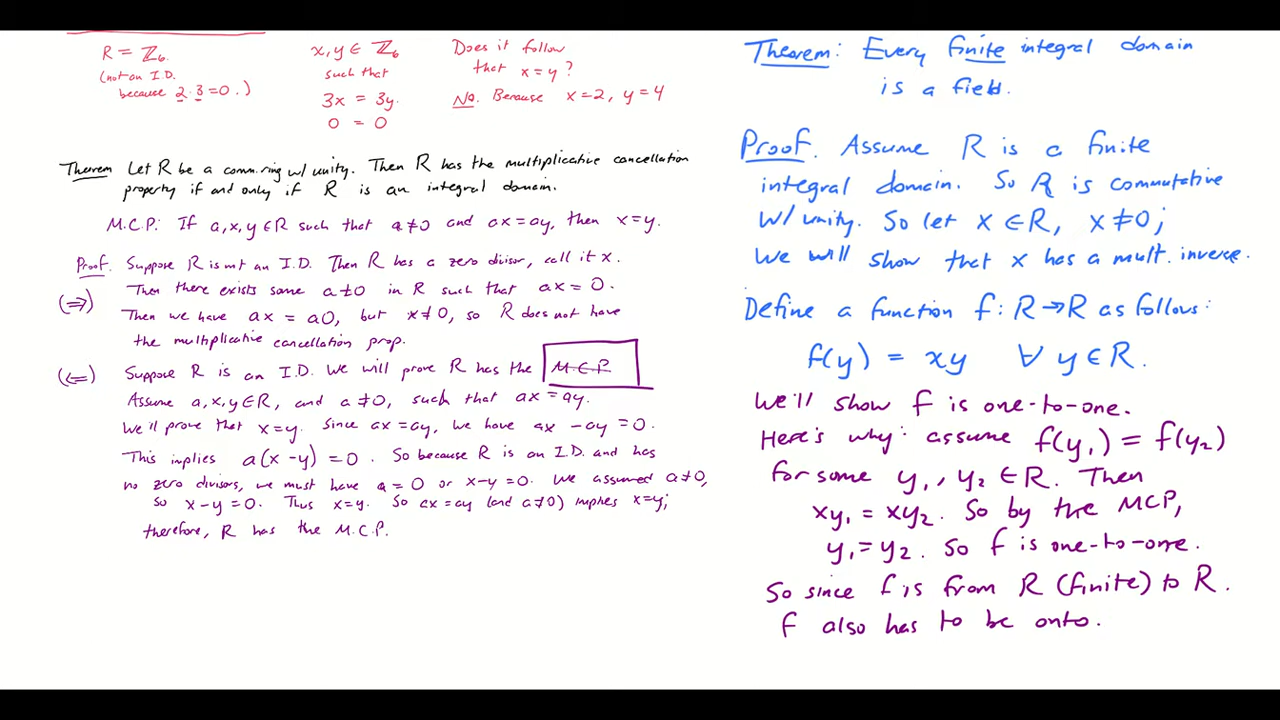 R = ℤ₆.
(not an I.D.
because 2·3=0.)
x, y ∈ ℤ₆
such that
3x = 3y.
0 = 0
Does it follow
that x=y?
No. Because x=2, y=4
Theorem Let R be a comm. ring w/ unity. Then R has the multiplicative cancellation
property if and only if R is an integral domain.
M.C.P.: If a,x,y∈R such that a≠0 and ax=ay, then x=y.
Proof. Suppose R is not an I.D. Then R has a zero divisor, call it x.
(⇒) Then there exists some a≠0 in R such that ax=0.
Then we have ax = a0, but x≠0, so R does not have
the multiplicative cancellation prop.
(⇐) Suppose R is an I.D. We will prove R has the M.C.P.
Assume a,x,y∈R, and a≠0, such that ax=ay.
We'll prove that x=y. Since ax=ay, we have ax-ay=0.
This implies a(x-y)=0. So because R is an I.D. and has
no zero divisors, we must have a=0 or x-y=0. We assumed a≠0,
so x-y=0. Thus x=y. So ax=ay (and a≠0) implies x=y;
therefore, R has the M.C.P.
Theorem: Every finite integral domain
is a field.
Proof. Assume R is a finite
integral domain. So R is commutative
w/ unity. So let x∈R, x≠0;
We will show that x has a mult. inverse.
Define a function f: R→R as follows:
f(y) = xy ∀ y∈R.
We'll show f is one-to-one.
Here's why: assume f(y₁) = f(y₂)
for some y₁, y₂ ∈R. Then
xy₁ = xy₂. So by the MCP,
y₁=y₂. So f is one-to-one.
So since f is from R (finite) to R.
f also has to be onto.